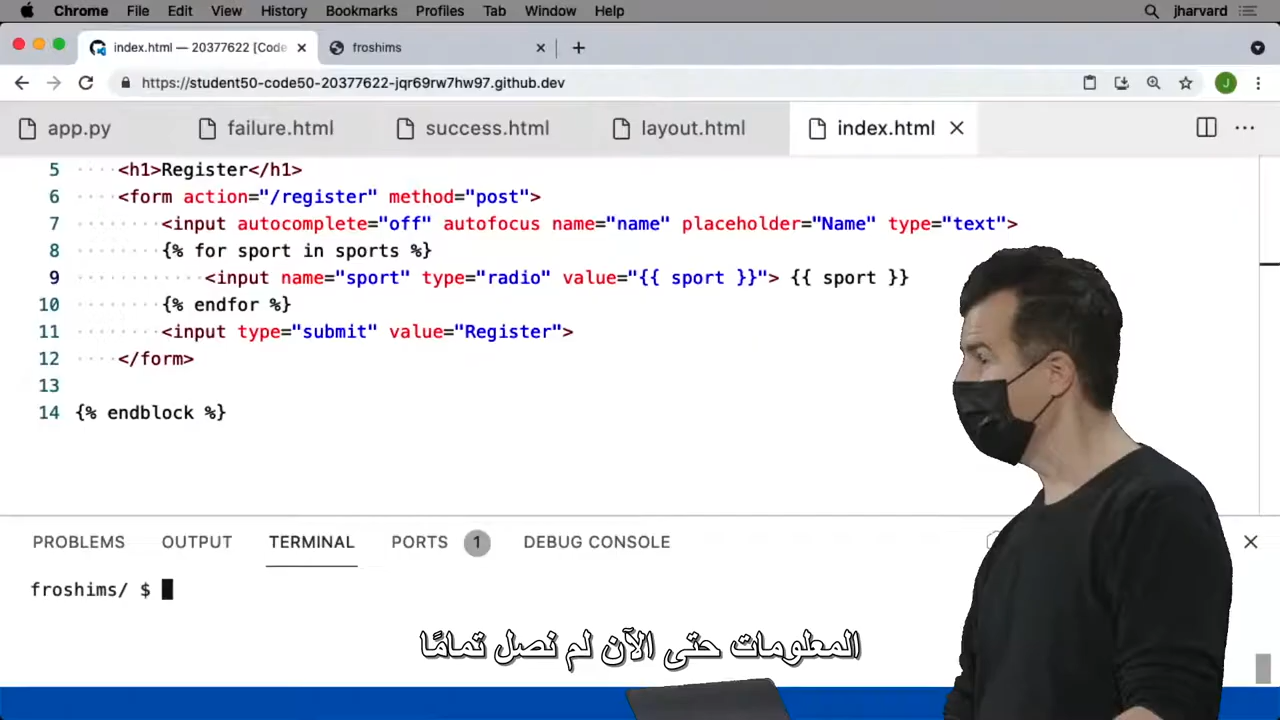 Chrome File Edit View History Bookmarks Profiles Tab Window Help jharvard
index.html — 20377622 [Code froshims
https://student50-code50-20377622-jqr69rw7hw97.github.dev J
app.py failure.html success.html layout.html index.html
5 <h1>Register</h1>
6 <form action="/register" method="post">
7 <input autocomplete="off" autofocus name="name" placeholder="Name" type="text">
8 {% for sport in sports %}
9 <input name="sport" type="radio" value="{{ sport }}"> {{ sport }}
10 {% endfor %}
11 <input type="submit" value="Register">
12 </form>
13
14 {% endblock %}
PROBLEMS OUTPUT TERMINAL PORTS 1 DEBUG CONSOLE
froshims/ $
المعلومات حتى الآن لم نصل تمامًا